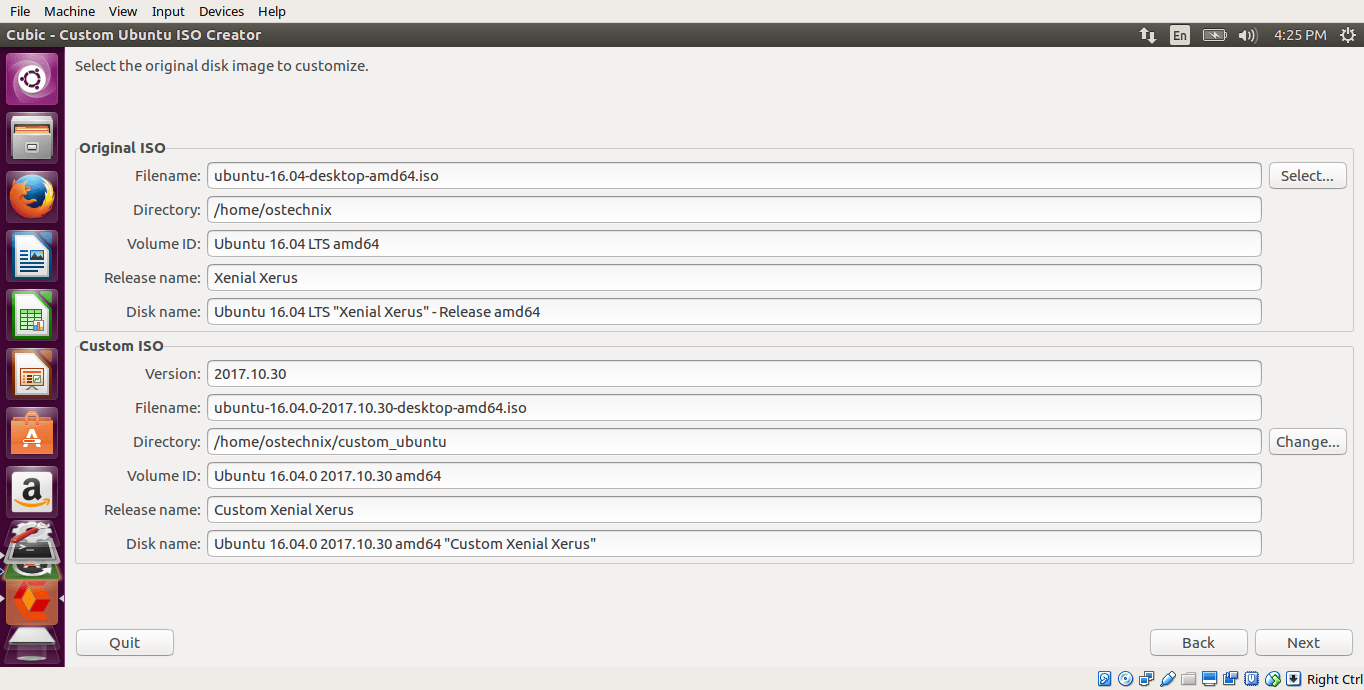 File Machine View Input Devices Help
Cubic - Custom Ubuntu ISO Creator En 4:25 PM
Select the original disk image to customize.
Original ISO
Filename: ubuntu-16.04-desktop-amd64.iso Select...
Directory: /home/ostechnix
Volume ID: Ubuntu 16.04 LTS amd64
Release name: Xenial Xerus
Disk name: Ubuntu 16.04 LTS "Xenial Xerus" - Release amd64
Custom ISO
Version: 2017.10.30
Filename: ubuntu-16.04.0-2017.10.30-desktop-amd64.iso
Directory: /home/ostechnix/custom_ubuntu Change...
Volume ID: Ubuntu 16.04.0 2017.10.30 amd64
Release name: Custom Xenial Xerus
Disk name: Ubuntu 16.04.0 2017.10.30 amd64 "Custom Xenial Xerus"
Quit Back Next
Right Ctrl